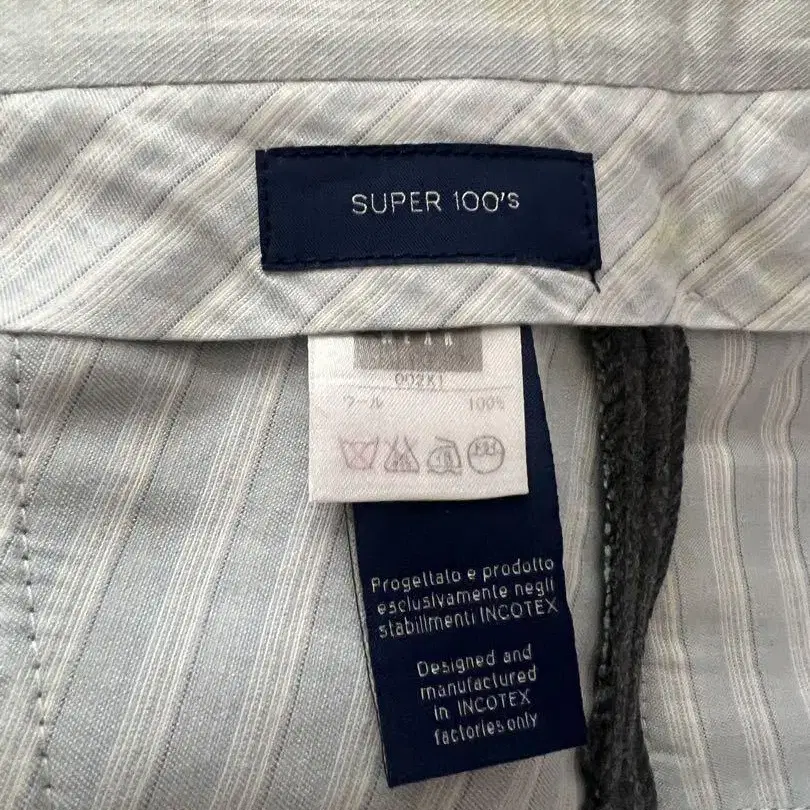 SUPER 100's
002K1
ウール 100%
Progettato e prodotto
esclusivamente negli
stabilimenti INCOTEX
Designed and
manufactured
in INCOTEX
factories only